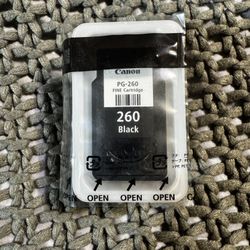 Canon
PG-260
FINE Cartridge
260
Black
OPEN OPEN OPEN